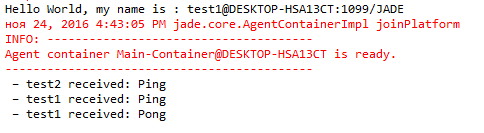 Hello World, my name is : test1@DESKTOP-HSA13CT:1099/JADE
ноя 24, 2016 4:43:05 PM jade.core.AgentContainerImpl joinPlatform
INFO: --------------------------------------
Agent container Main-Container@DESKTOP-HSA13CT is ready.
--------------------------------------------
– test2 received: Ping
– test1 received: Ping
– test1 received: Pong